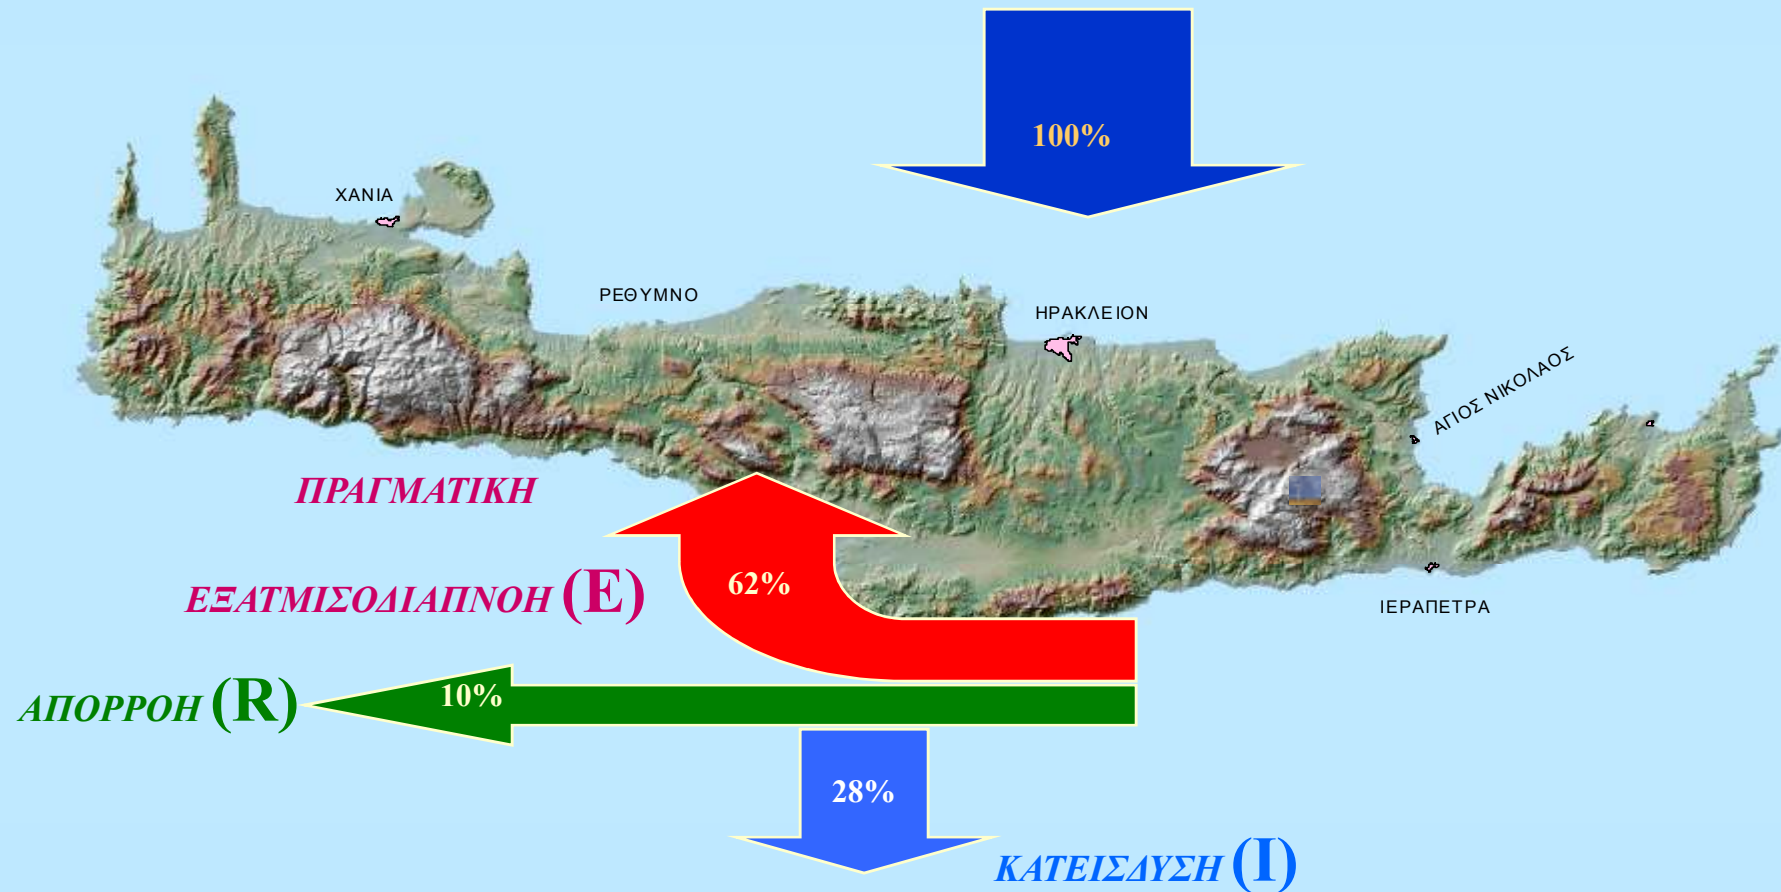 100%
ΧΑΝΙΑ
ΡΕΘΥΜΝΟ
ΗΡΑΚΛΕΙΟΝ
ΑΓΙΟΣ ΝΙΚΟΛΑΟΣ
ΠΡΑΓΜΑΤΙΚΗ
ΕΞΑΤΜΙΣΟΔΙΑΠΝΟΗ (Ε)
62%
ΙΕΡΑΠΕΤΡΑ
ΑΠΟΡΡΟΗ (R)
10%
28%
ΚΑΤΕΙΣΔΥΣΗ (I)